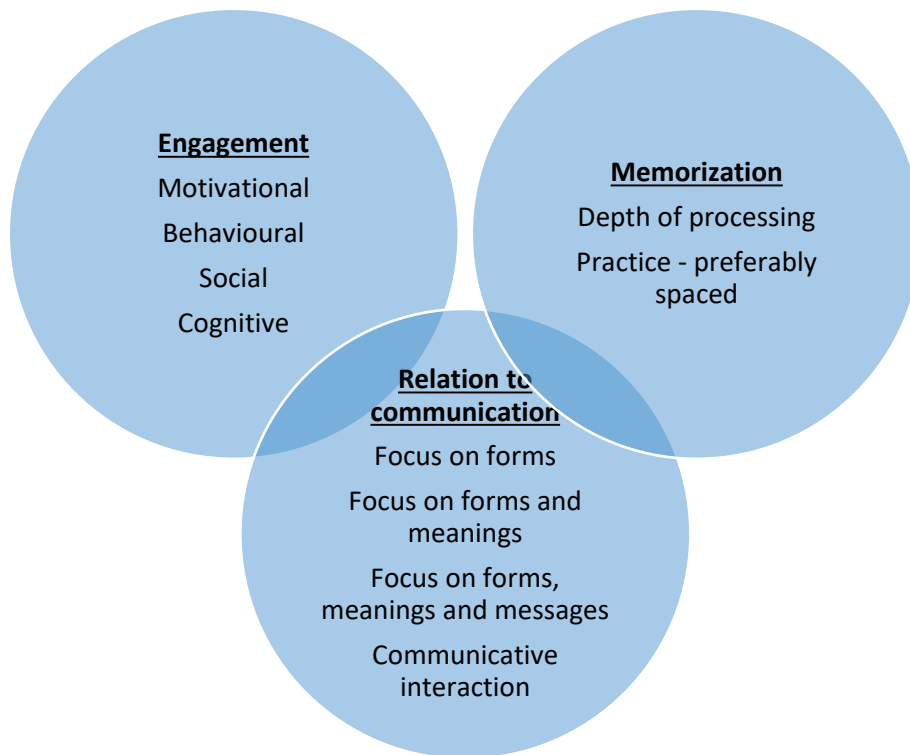 Engagement
Motivational
Behavioural
Social
Cognitive
Memorization
Depth of processing
Practice - preferably
spaced
Relation to
communication
Focus on forms
Focus on forms and
meanings
Focus on forms,
meanings and messages
Communicative
interaction